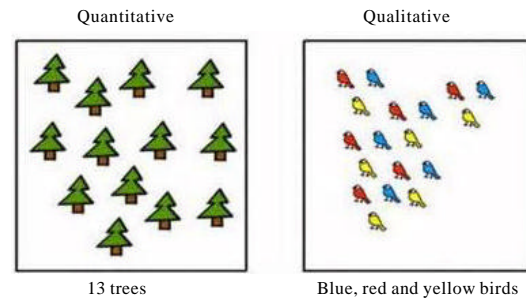 Quantitative
Qualitative
13 trees
Blue, red and yellow birds